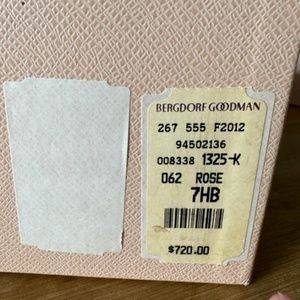 BERGDORF GOODMAN
267 555 F2012
94502136
008338 1325-K
062 ROSE
7HB
$720.00